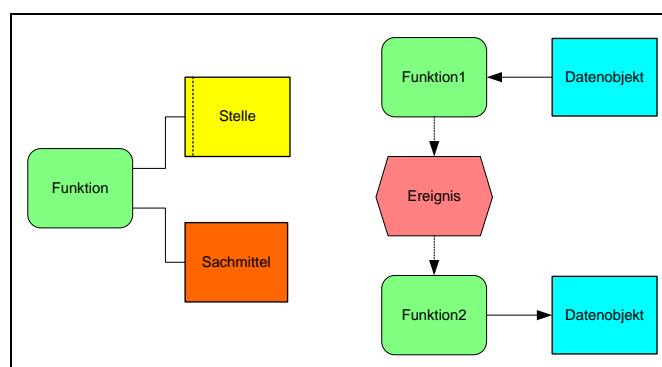 Funktion
Stelle
Sachmittel
Funktion1
Datenobjekt
Ereignis
Funktion2
Datenobjekt